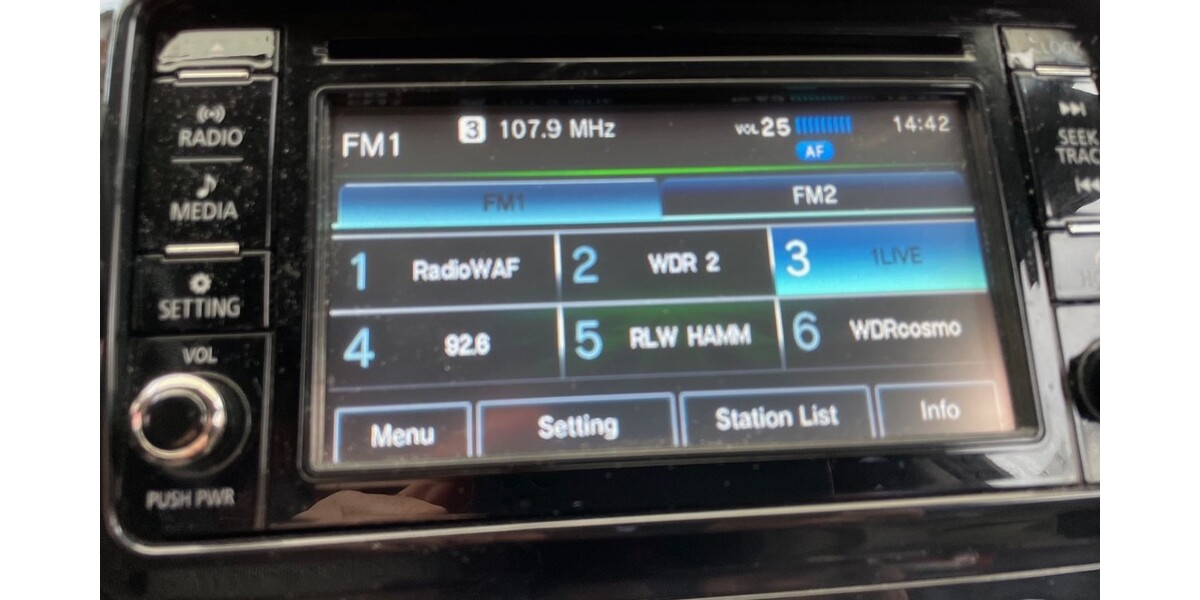 RADIO
MEDIA
SETTING
VOL
PUSH PWR
FM1 3 107.9 MHz VOL 25 14:42
AF
FM1 FM2
1 RadioWAF 2 WDR 2 3 1LIVE
4 92.6 5 RLW HAMM 6 WDRcosmo
Menu Setting Station List Info
CLOCK
SEEK
TRAC